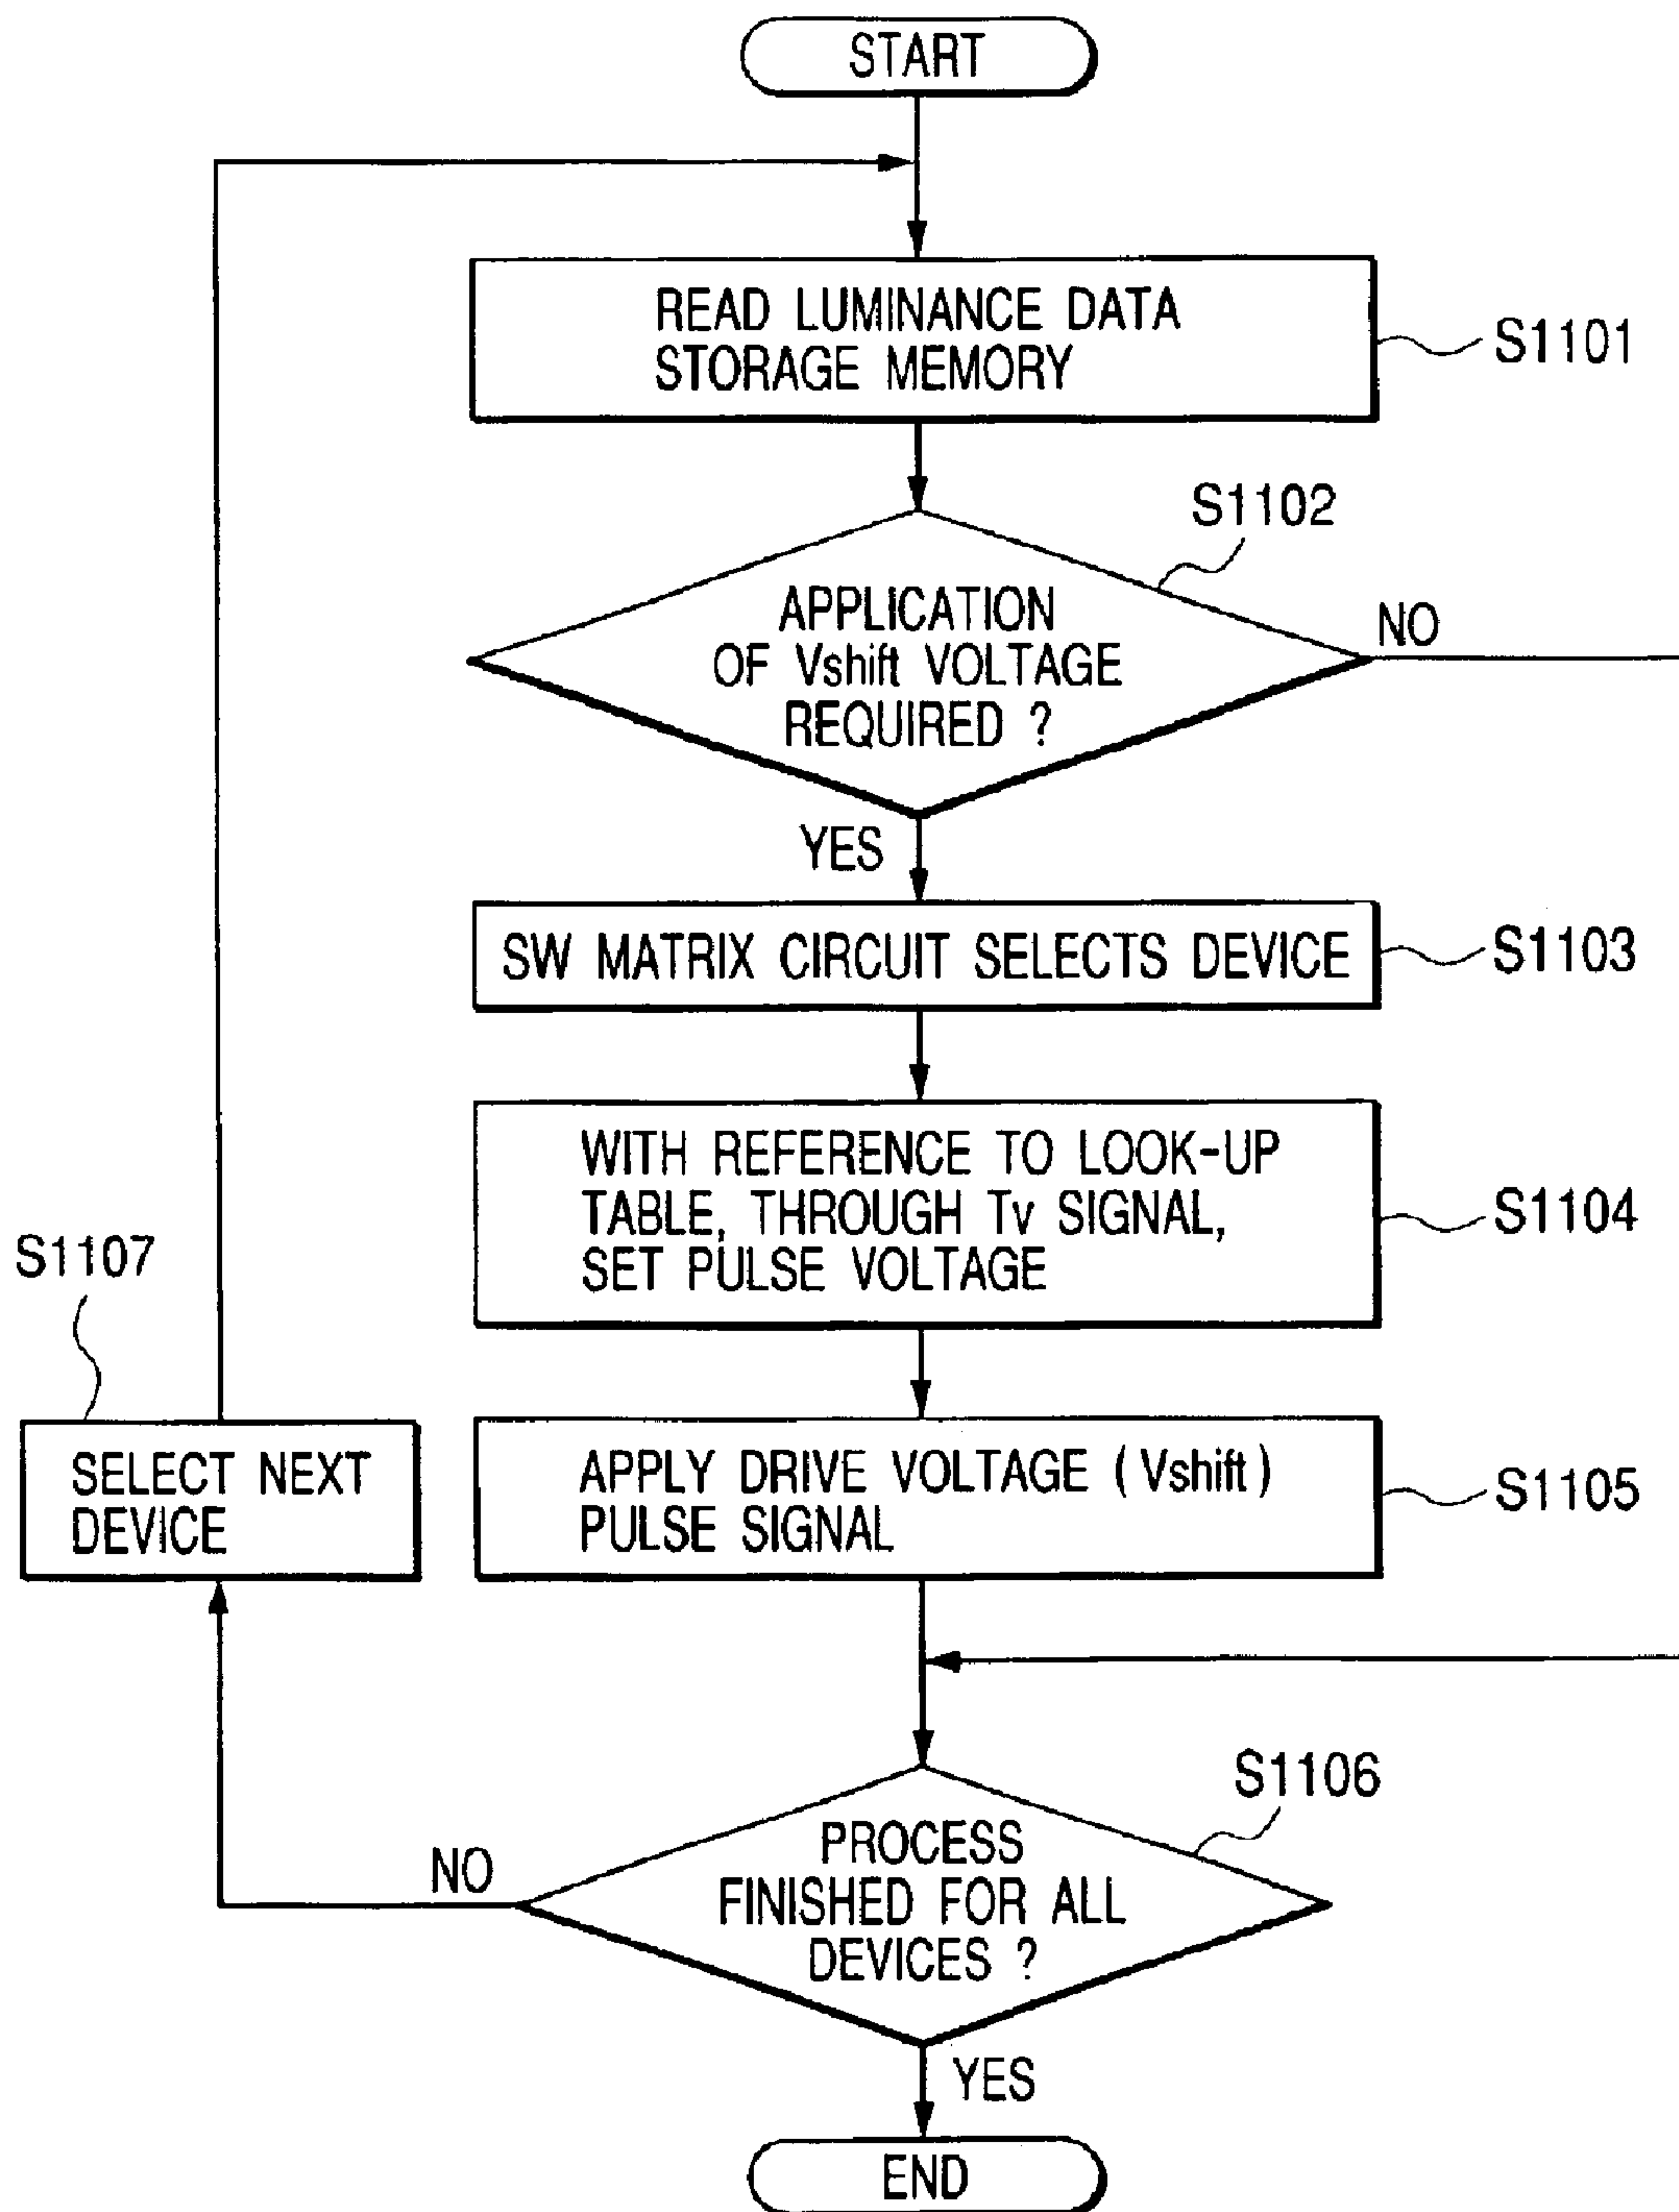 START
READ LUMINANCE DATA
STORAGE MEMORY
S1101
S1102
APPLICATION
OF Vshift VOLTAGE
REQUIRED ?
NO
YES
SW MATRIX CIRCUIT SELECTS DEVICE
S1103
WITH REFERENCE TO LOOK-UP
TABLE, THROUGH Tv SIGNAL,
SET PULSE VOLTAGE
S1104
S1107
SELECT NEXT
DEVICE
APPLY DRIVE VOLTAGE (Vshift)
PULSE SIGNAL
S1105
S1106
PROCESS
FINISHED FOR ALL
DEVICES ?
NO
YES
END